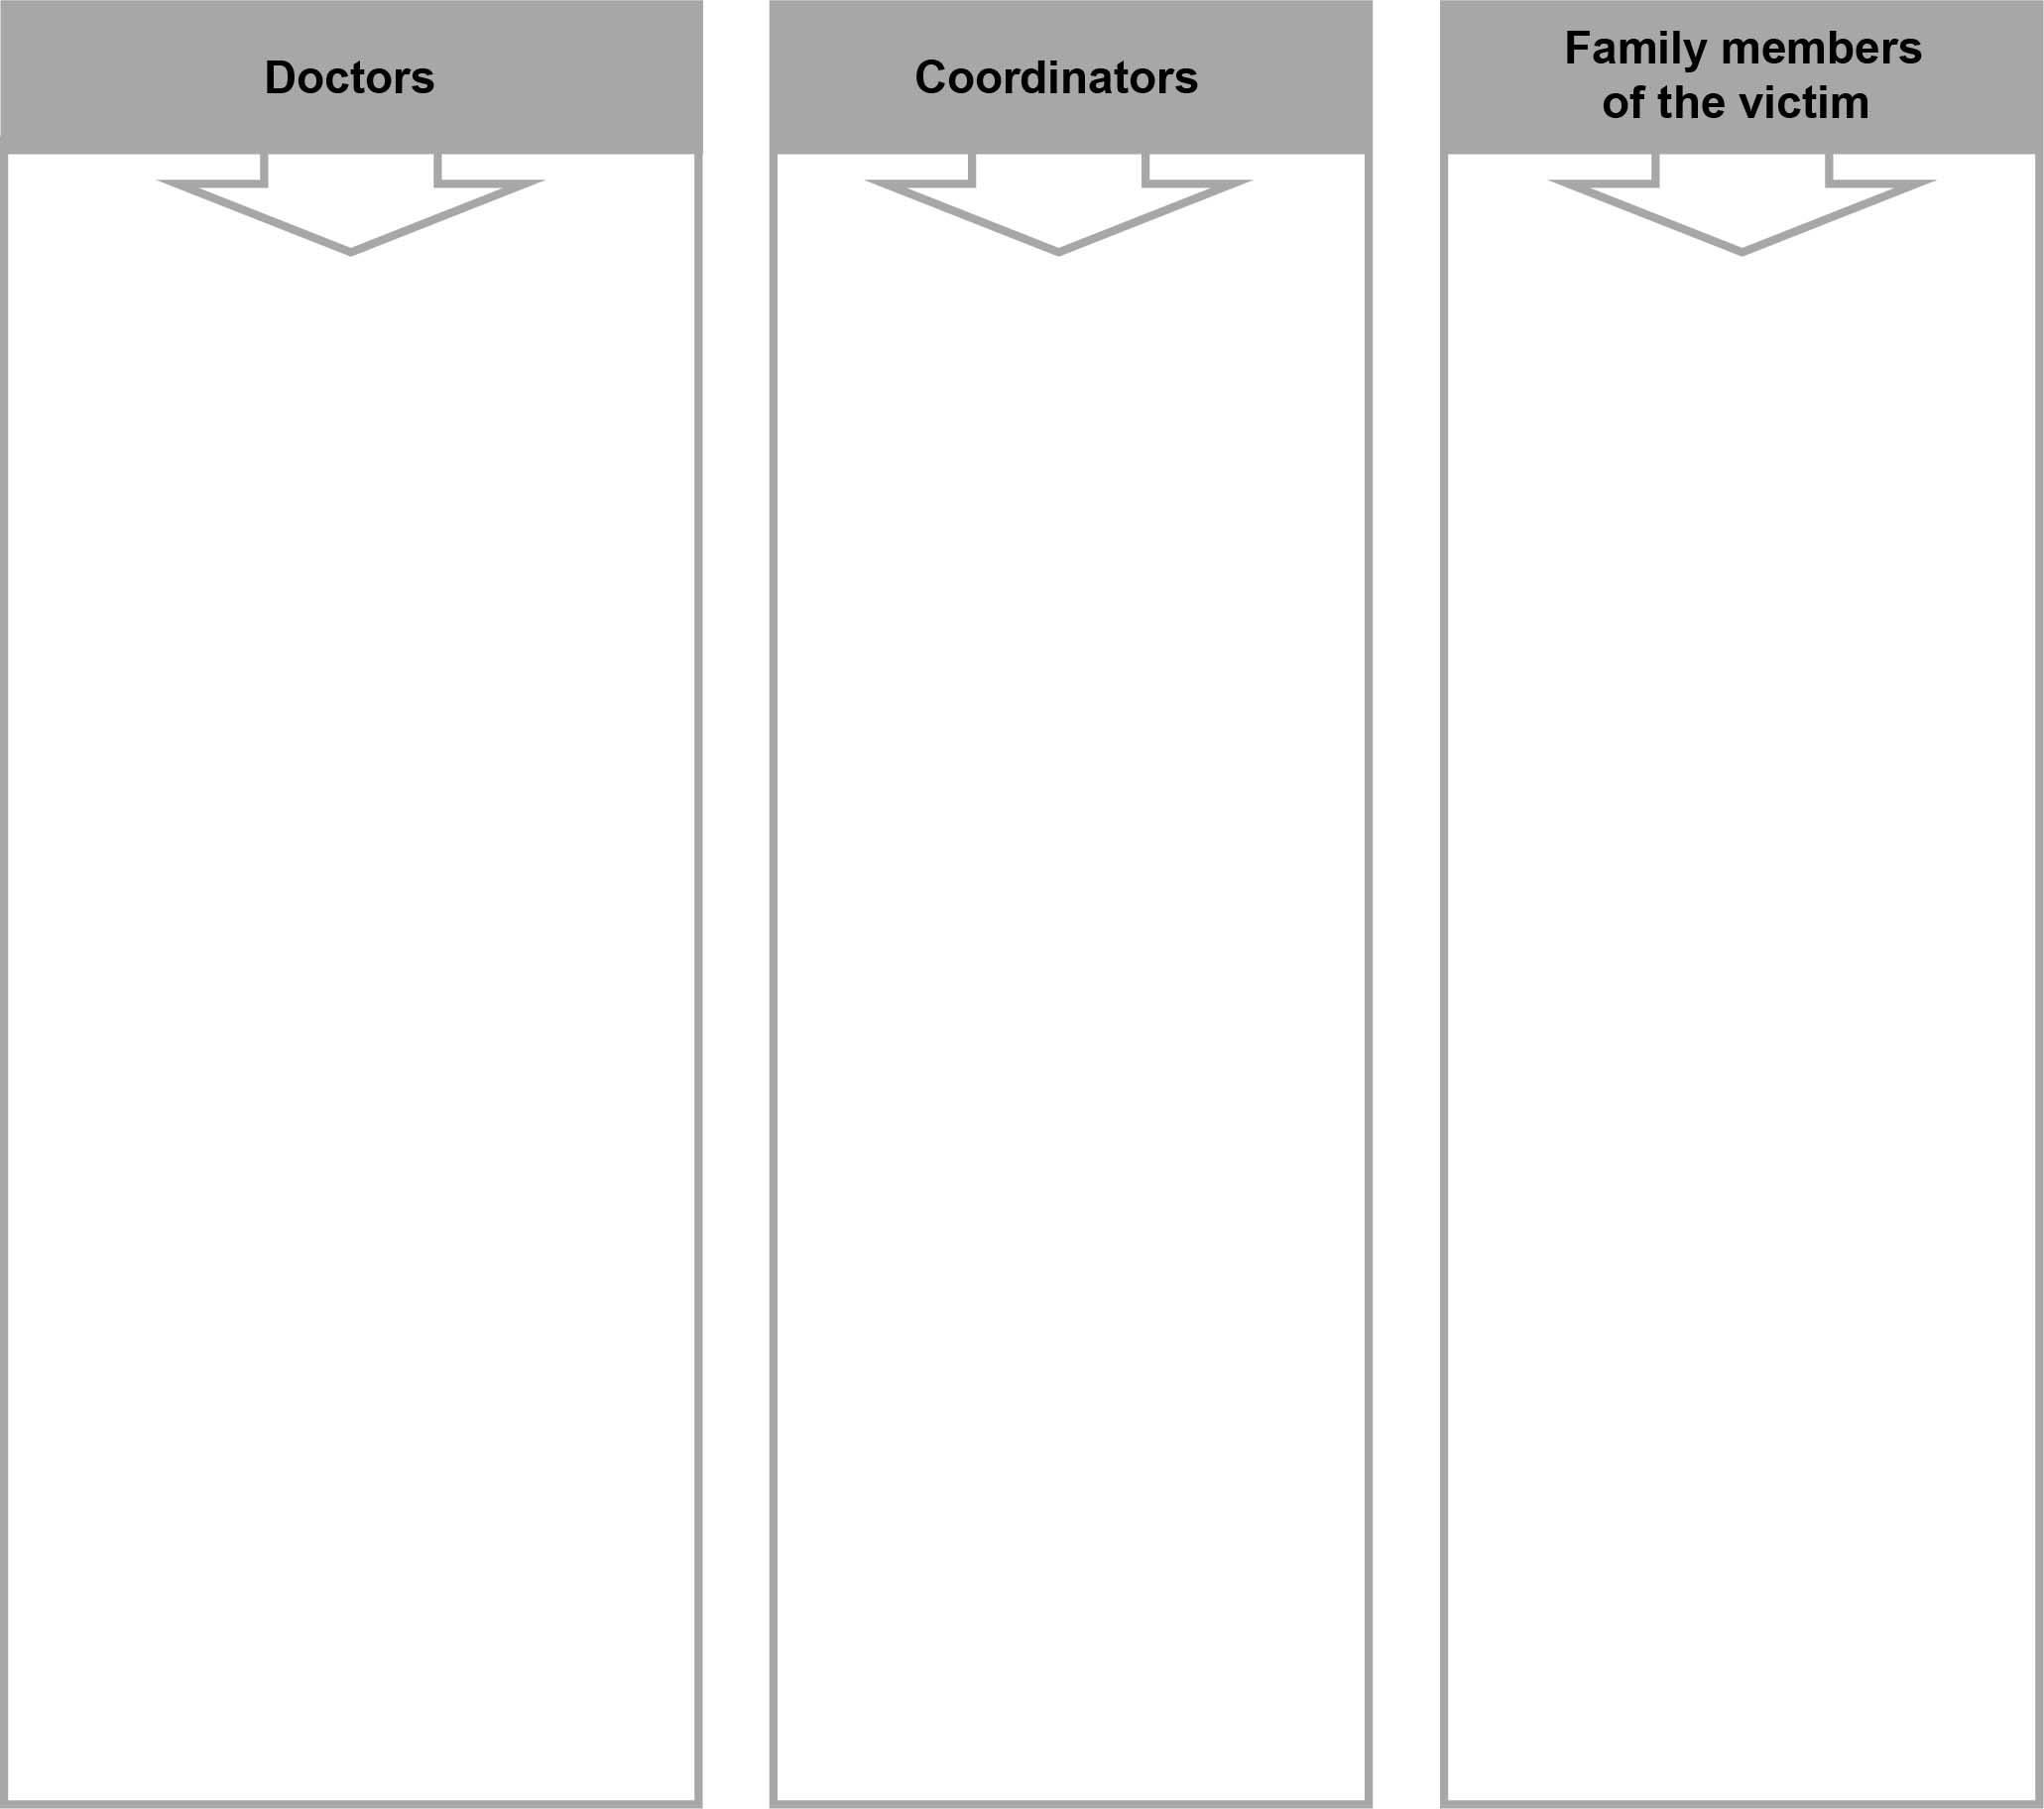 Doctors
Coordinators
Family members
of the victim